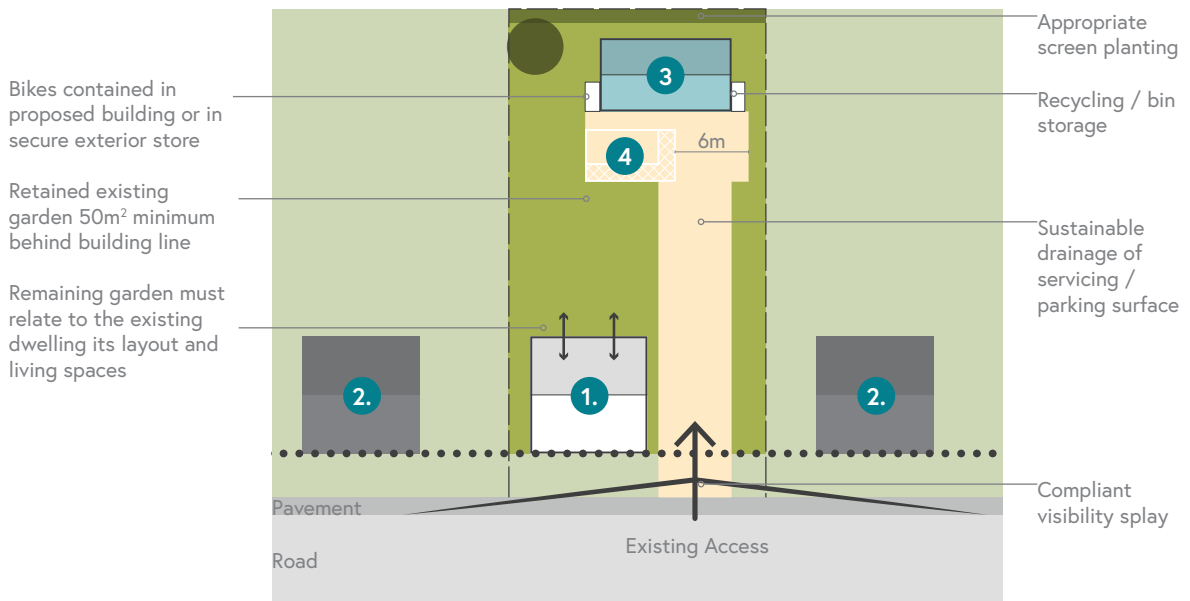 Appropriate
screen planting
Bikes contained in
proposed building or in
secure exterior store
3
Recycling / bin
storage
4
6m
Retained existing
garden 50m² minimum
behind building line
Sustainable
drainage of
servicing /
parking surface
Remaining garden must
relate to the existing
dwelling its layout and
living spaces
2.
1.
2.
Compliant
visibility splay
Pavement
Existing Access
Road